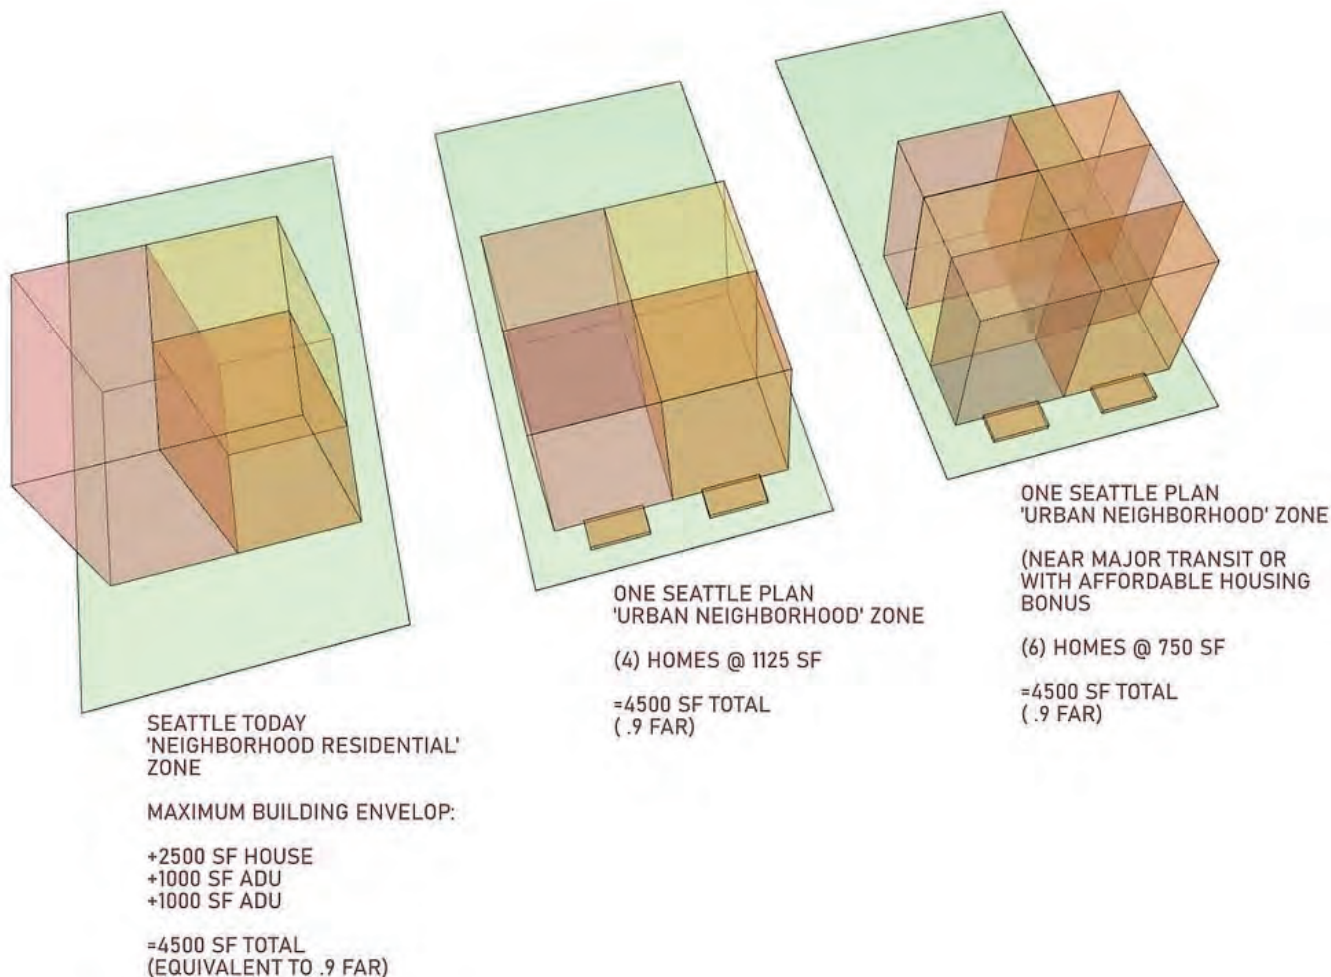 SEATTLE TODAY
'NEIGHBORHOOD RESIDENTIAL'
ZONE
MAXIMUM BUILDING ENVELOP:
+2500 SF HOUSE
+1000 SF ADU
+1000 SF ADU
=4500 SF TOTAL
(EQUIVALENT TO .9 FAR)
ONE SEATTLE PLAN
'URBAN NEIGHBORHOOD' ZONE
(4) HOMES @ 1125 SF
=4500 SF TOTAL
( .9 FAR)
ONE SEATTLE PLAN
'URBAN NEIGHBORHOOD' ZONE
(NEAR MAJOR TRANSIT OR
WITH AFFORDABLE HOUSING
BONUS
(6) HOMES @ 750 SF
=4500 SF TOTAL
( .9 FAR)